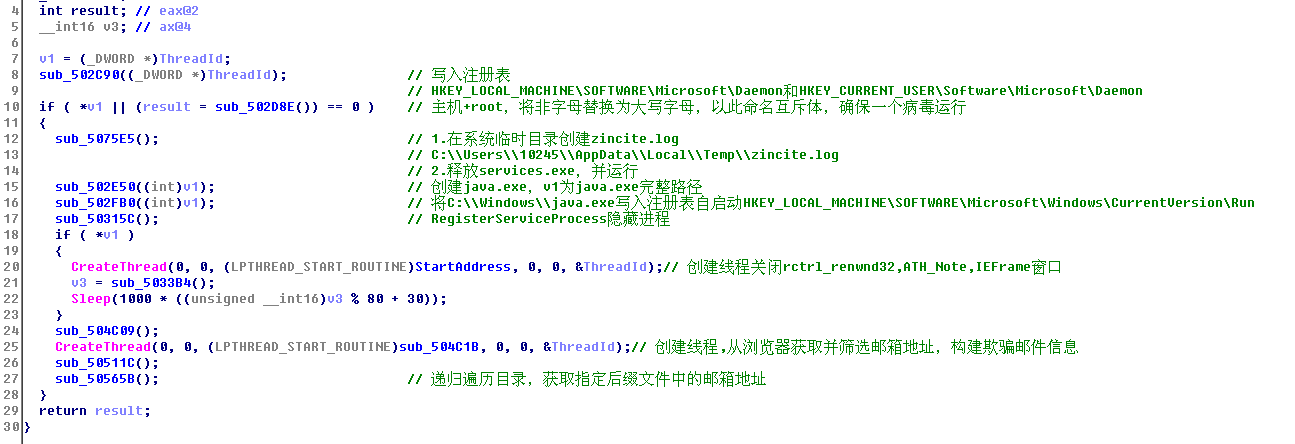 4 int result; // eax@2
5 __int16 v3; // ax@4
6
7 v1 = (_DWORD *)ThreadId;
8 sub_502C90((_DWORD *)ThreadId); // 写入注册表
9 // HKEY_LOCAL_MACHINE\SOFTWARE\Microsoft\Daemon和HKEY_CURRENT_USER\Software\Microsoft\Daemon
10 if ( *v1 || (result = sub_502D8E()) == 0 ) // 主机+root，将非字母替换为大写字母，以此命名互斥体，确保一个病毒运行
11 {
12 sub_5075E5(); // 1.在系统临时目录创建zincite.log
13 // C:\\Users\\10245\\AppData\\Local\\Temp\\zincite.log
14 // 2.释放services.exe，并运行
15 sub_502E50((int)v1); // 创建java.exe，v1为java.exe完整路径
16 sub_502FB0((int)v1); // 将C:\\Windows\\java.exe写入注册表自启动HKEY_LOCAL_MACHINE\SOFTWARE\Microsoft\Windows\CurrentVersion\Run
17 sub_50315C(); // RegisterServiceProcess隐藏进程
18 if ( *v1 )
19 {
20 CreateThread(0, 0, (LPTHREAD_START_ROUTINE)StartAddress, 0, 0, &ThreadId);// 创建线程关闭rctrl_renwnd32,ATH_Note,IEFrame窗口
21 v3 = sub_5033B4();
22 Sleep(1000 * ((unsigned __int16)v3 % 80 + 30));
23 }
24 sub_504C09();
25 CreateThread(0, 0, (LPTHREAD_START_ROUTINE)sub_504C1B, 0, 0, &ThreadId);// 创建线程,从浏览器获取并筛选邮箱地址，构建欺骗邮件信息
26 sub_50511C();
27 sub_50565B(); // 递归遍历目录，获取指定后缀文件中的邮箱地址
28 }
29 return result;
30 }